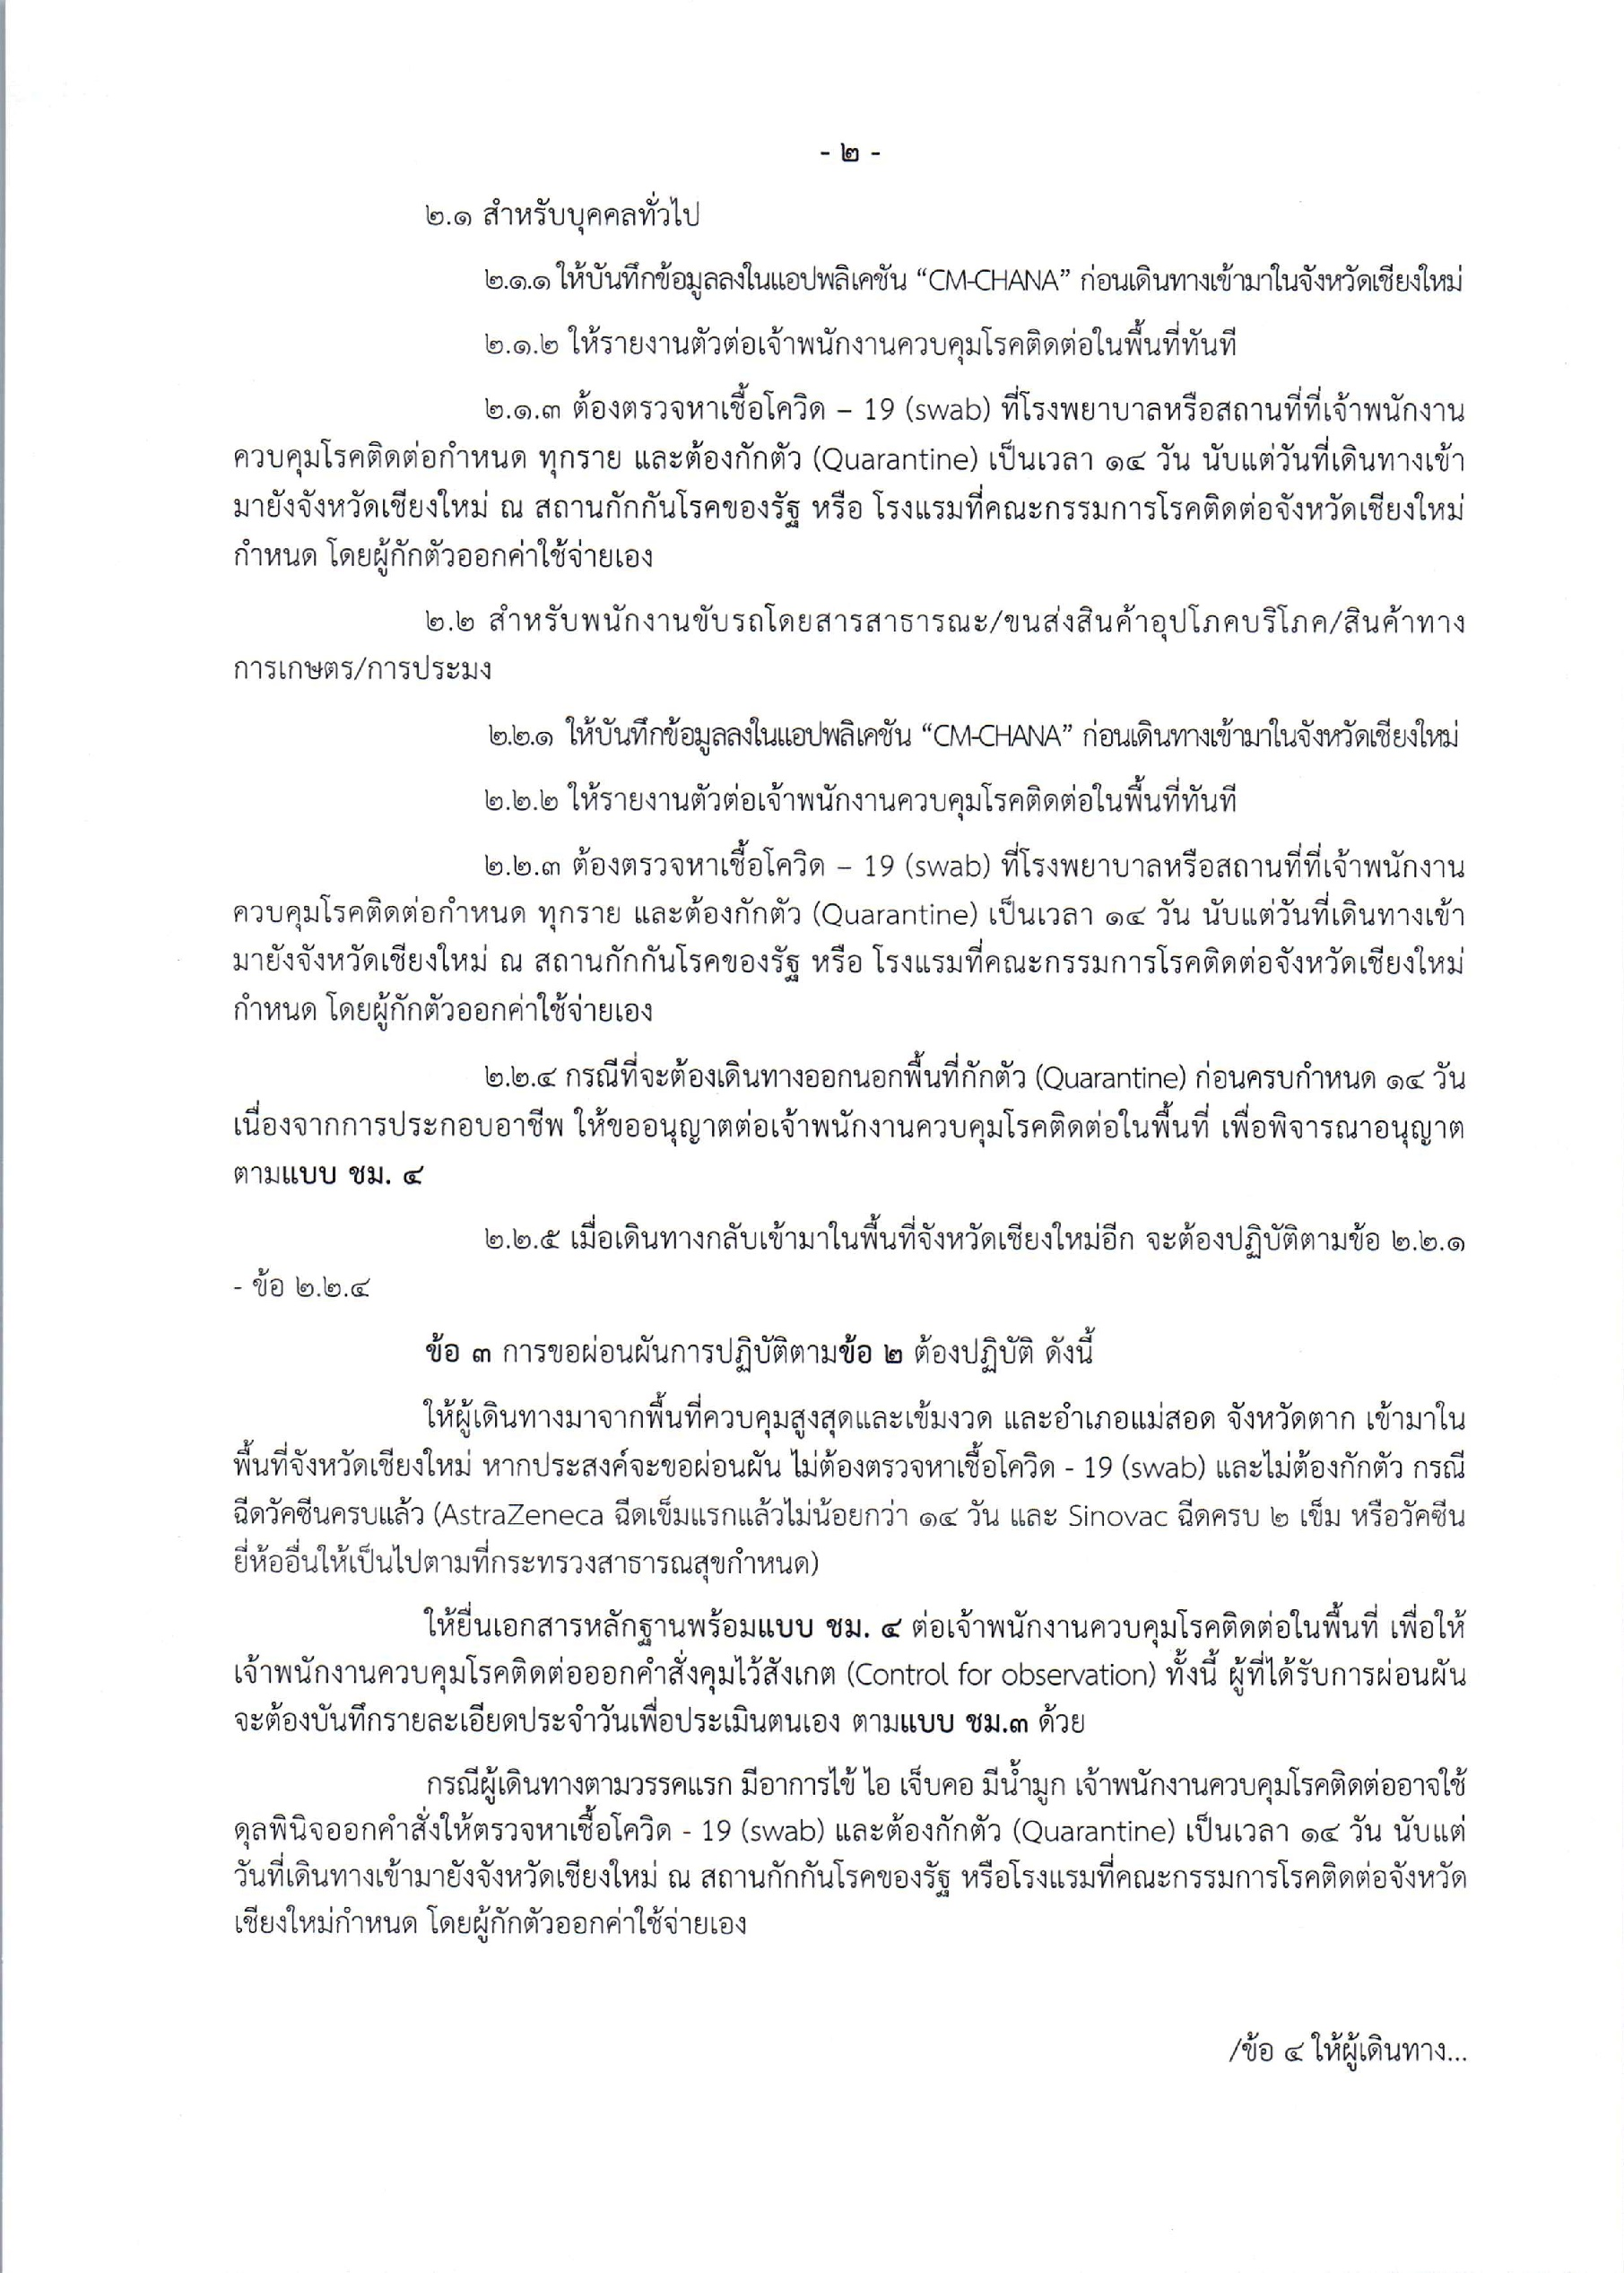 - ๒ -
๒.๑ สำหรับบุคคลทั่วไป
๒.๑.๑ ให้บันทึกข้อมูลลงในแอปพลิเคชัน “CM-CHANA” ก่อนเดินทางเข้ามาในจังหวัดเชียงใหม่
๒.๑.๒ ให้รายงานตัวต่อเจ้าพนักงานควบคุมโรคติดต่อในพื้นที่ทันที
๒.๑.๓ ต้องตรวจหาเชื้อโควิด – 19 (swab) ที่โรงพยาบาลหรือสถานที่ที่เจ้าพนักงาน
ควบคุมโรคติดต่อกำหนด ทุกราย และต้องกักตัว (Quarantine) เป็นเวลา ๑๔ วัน นับแต่วันที่เดินทางเข้า
มายังจังหวัดเชียงใหม่ ณ สถานกักกันโรคของรัฐ หรือ โรงแรมที่คณะกรรมการโรคติดต่อจังหวัดเชียงใหม่
กำหนด โดยผู้กักตัวออกค่าใช้จ่ายเอง
๒.๒ สำหรับพนักงานขับรถโดยสารสาธารณะ/ขนส่งสินค้าอุปโภคบริโภค/สินค้าทาง
การเกษตร/การประมง
๒.๒.๑ ให้บันทึกข้อมูลลงในแอปพลิเคชัน “CM-CHANA” ก่อนเดินทางเข้ามาในจังหวัดเชียงใหม่
๒.๒.๒ ให้รายงานตัวต่อเจ้าพนักงานควบคุมโรคติดต่อในพื้นที่ทันที
๒.๒.๓ ต้องตรวจหาเชื้อโควิด – 19 (swab) ที่โรงพยาบาลหรือสถานที่ที่เจ้าพนักงาน
ควบคุมโรคติดต่อกำหนด ทุกราย และต้องกักตัว (Quarantine) เป็นเวลา ๑๔ วัน นับแต่วันที่เดินทางเข้า
มายังจังหวัดเชียงใหม่ ณ สถานกักกันโรคของรัฐ หรือ โรงแรมที่คณะกรรมการโรคติดต่อจังหวัดเชียงใหม่
กำหนด โดยผู้กักตัวออกค่าใช้จ่ายเอง
๒.๒.๔ กรณีที่จะต้องเดินทางออกนอกพื้นที่กักตัว (Quarantine) ก่อนครบกำหนด ๑๔ วัน
เนื่องจากการประกอบอาชีพ ให้ขออนุญาตต่อเจ้าพนักงานควบคุมโรคติดต่อในพื้นที่ เพื่อพิจารณาอนุญาต
ตามแบบ ชม. ๔
๒.๒.๕ เมื่อเดินทางกลับเข้ามาในพื้นที่จังหวัดเชียงใหม่อีก จะต้องปฏิบัติตามข้อ ๒.๒.๑
- ข้อ ๒.๒.๔
ข้อ ๓ การขอผ่อนผันการปฏิบัติตามข้อ ๒ ต้องปฏิบัติ ดังนี้
ให้ผู้เดินทางมาจากพื้นที่ควบคุมสูงสุดและเข้มงวด และอำเภอแม่สอด จังหวัดตาก เข้ามาใน
พื้นที่จังหวัดเชียงใหม่ หากประสงค์จะขอผ่อนผัน ไม่ต้องตรวจหาเชื้อโควิด - 19 (swab) และไม่ต้องกักตัว กรณี
ฉีดวัคซีนครบแล้ว (AstraZeneca ฉีดเข็มแรกแล้วไม่น้อยกว่า ๑๔ วัน และ Sinovac ฉีดครบ ๒ เข็ม หรือวัคซีน
ยี่ห้ออื่นให้เป็นไปตามที่กระทรวงสาธารณสุขกำหนด)
ให้ยื่นเอกสารหลักฐานพร้อมแบบ ชม. ๔ ต่อเจ้าพนักงานควบคุมโรคติดต่อในพื้นที่ เพื่อให้
เจ้าพนักงานควบคุมโรคติดต่อออกคำสั่งคุมไว้สังเกต (Control for observation) ทั้งนี้ ผู้ที่ได้รับการผ่อนผัน
จะต้องบันทึกรายละเอียดประจำวันเพื่อประเมินตนเอง ตามแบบ ชม.๓ ด้วย
กรณีผู้เดินทางตามวรรคแรก มีอาการไข้ ไอ เจ็บคอ มีน้ำมูก เจ้าพนักงานควบคุมโรคติดต่ออาจใช้
ดุลพินิจออกคำสั่งให้ตรวจหาเชื้อโควิด - 19 (swab) และต้องกักตัว (Quarantine) เป็นเวลา ๑๔ วัน นับแต่
วันที่เดินทางเข้ามายังจังหวัดเชียงใหม่ ณ สถานกักกันโรคของรัฐ หรือโรงแรมที่คณะกรรมการโรคติดต่อจังหวัด
เชียงใหม่กำหนด โดยผู้กักตัวออกค่าใช้จ่ายเอง
/ข้อ ๔ ให้ผู้เดินทาง...